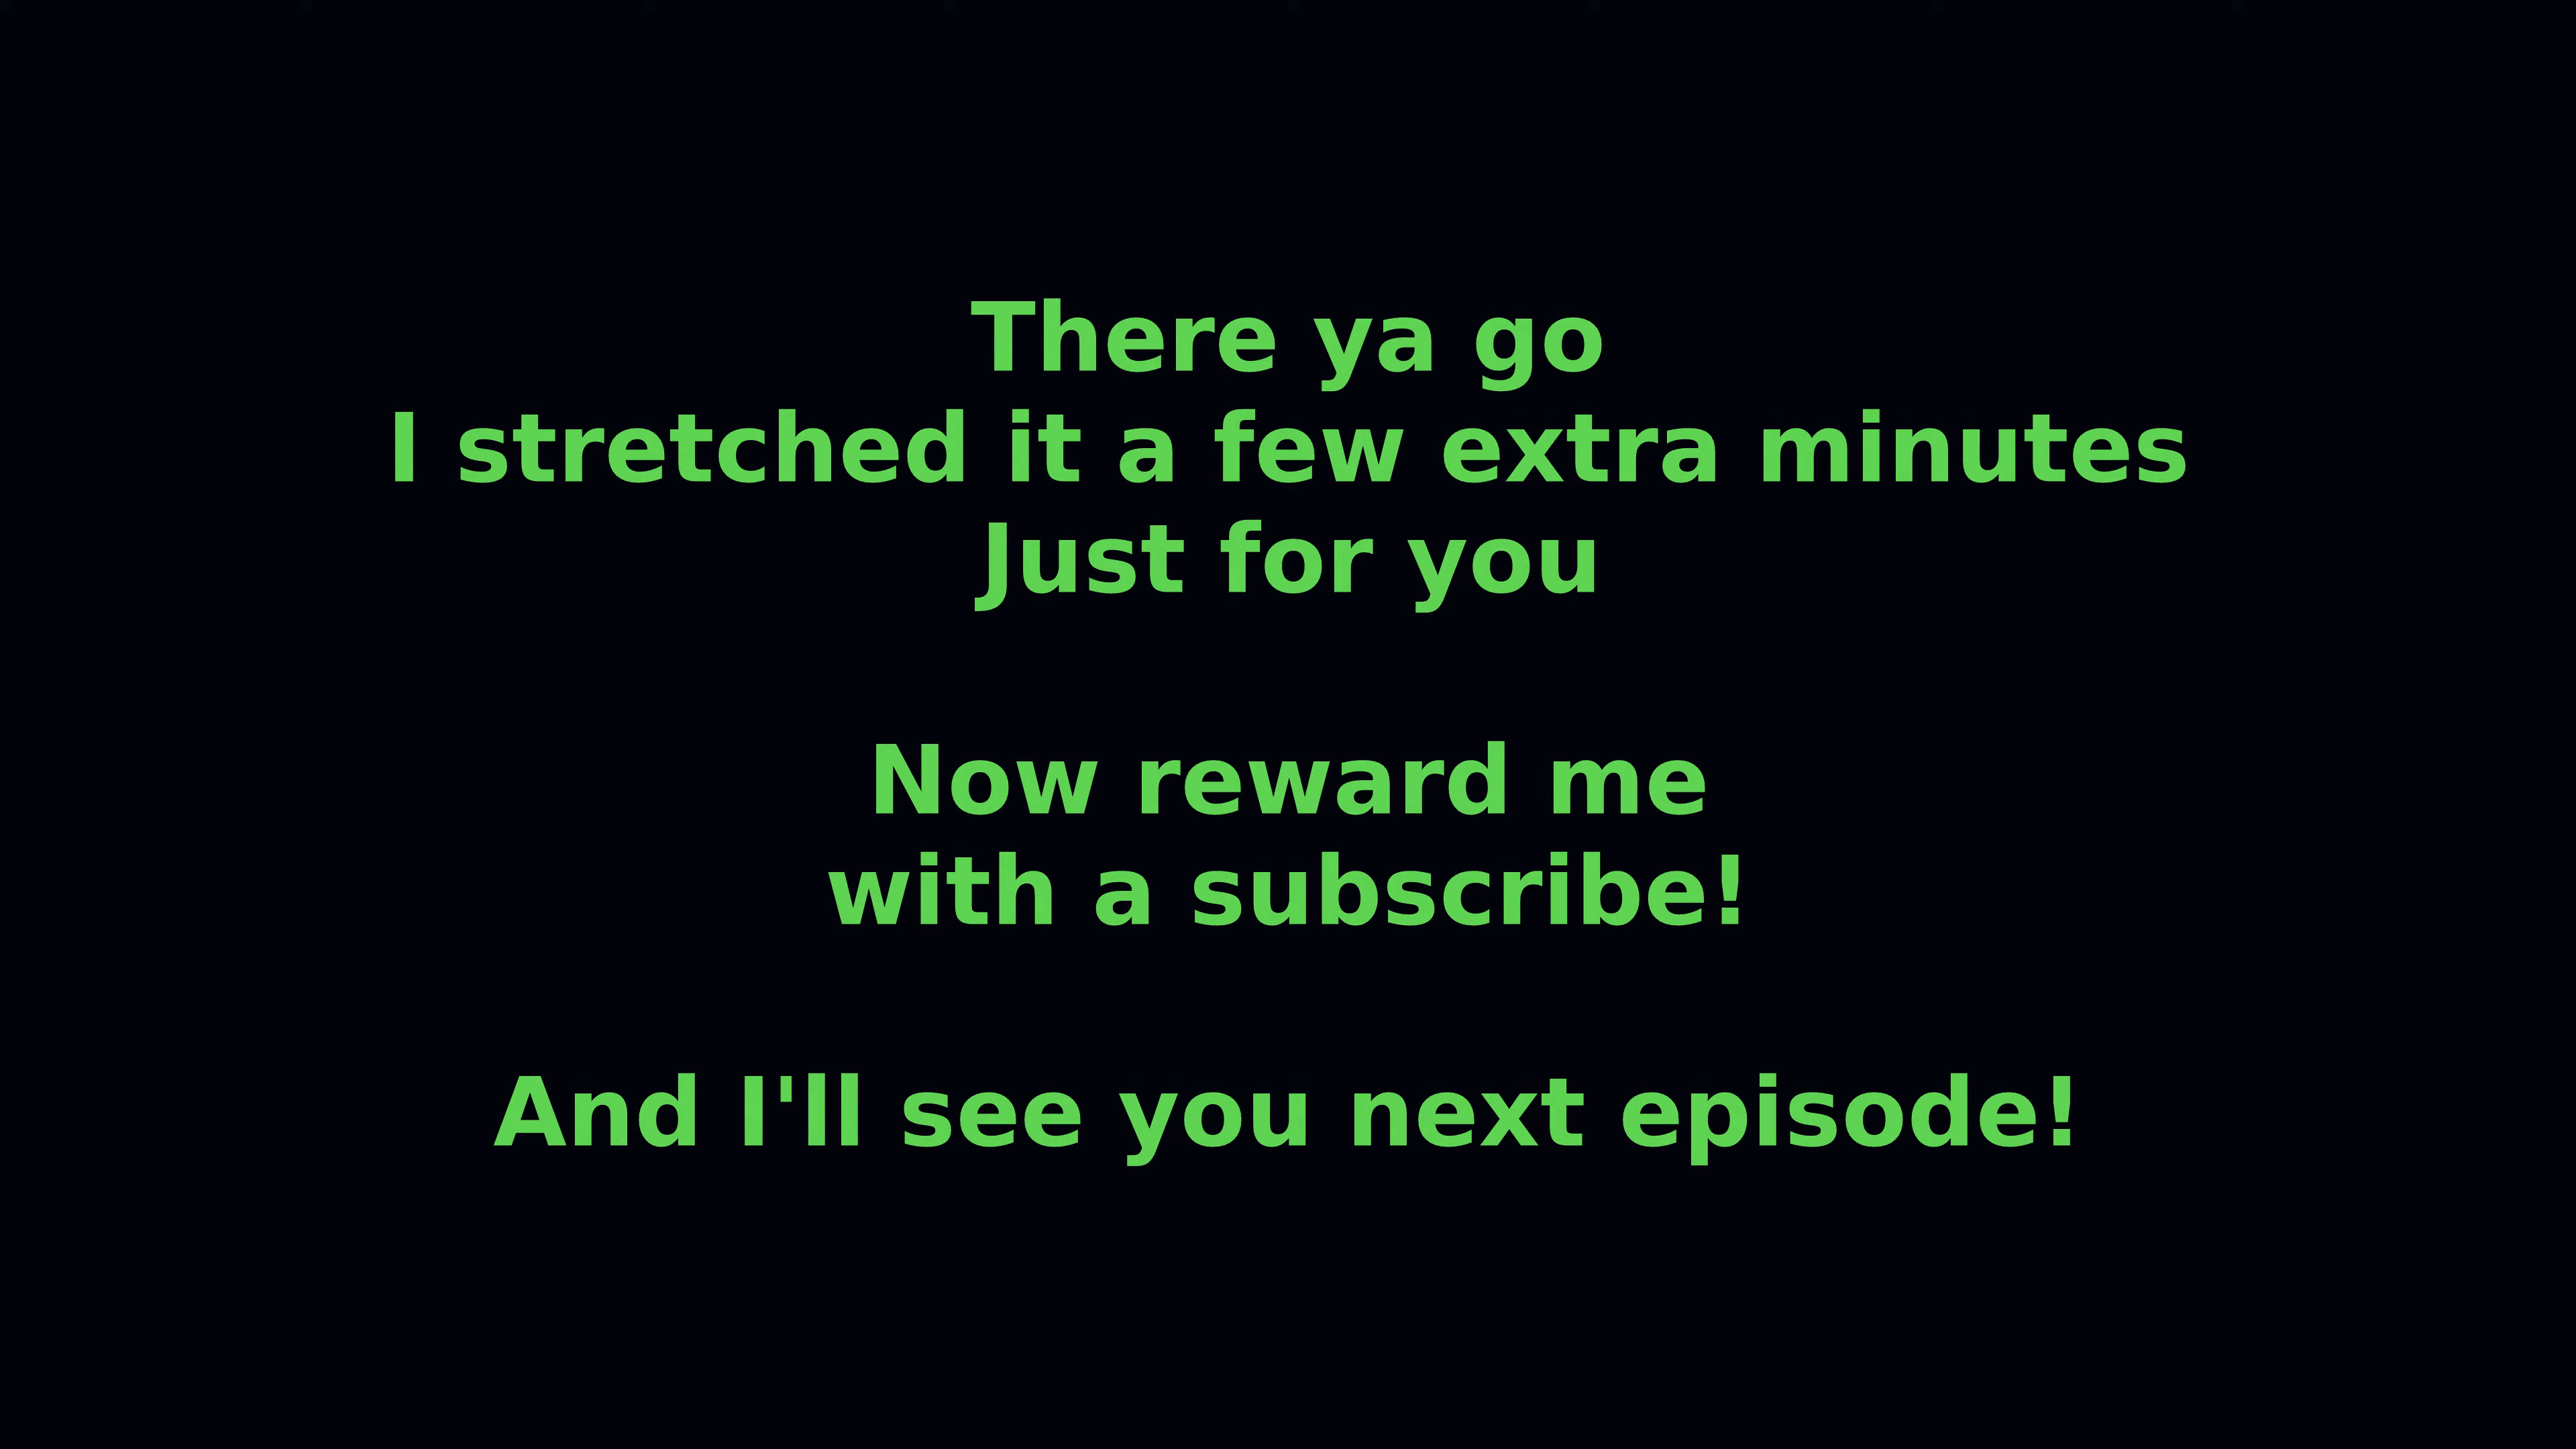 There ya go
I stretched it a few extra minutes
Just for you
Now reward me
with a subscribe!
And I'll see you next episode!